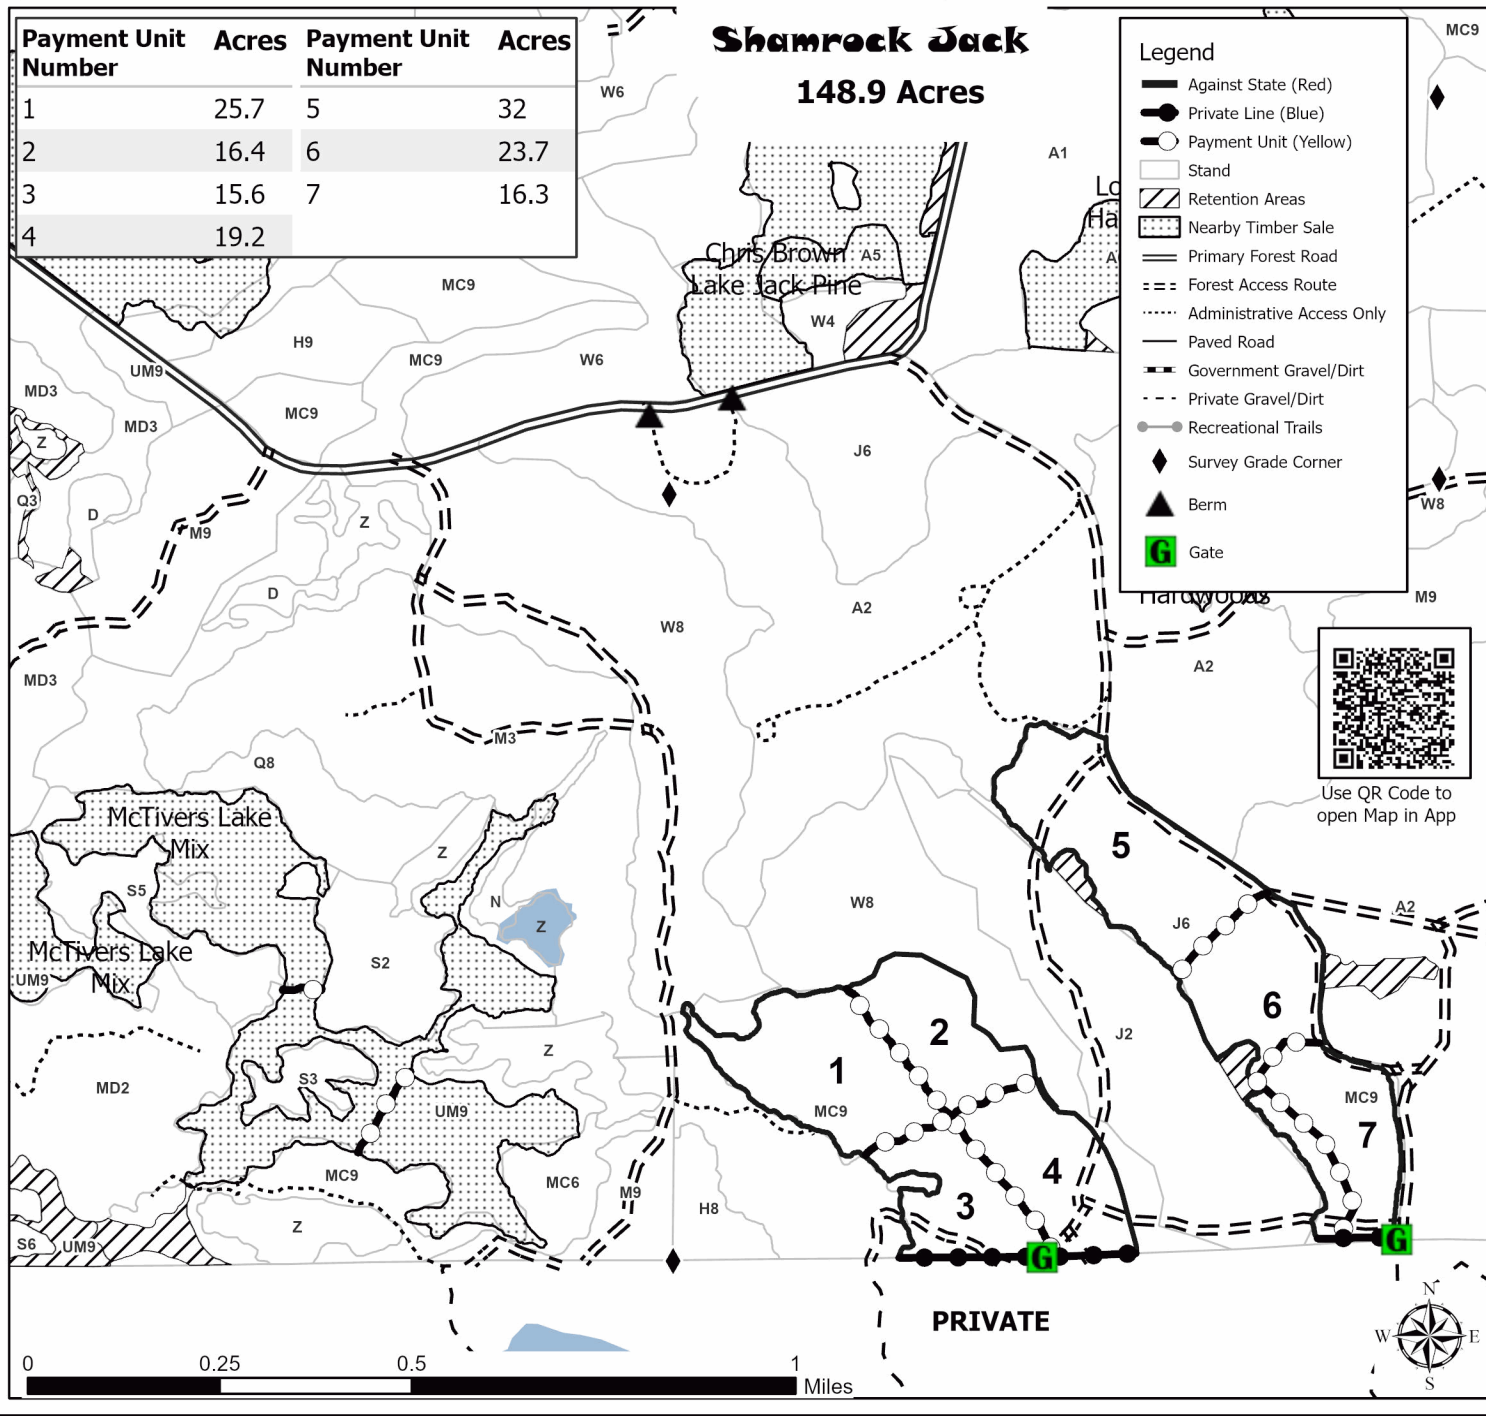 Payment Unit Number Acres Payment Unit Number Acres
1 25.7 5 32
2 16.4 6 23.7
3 15.6 7 16.3
4 19.2
Shamrock Jack
148.9 Acres
Legend
Against State (Red)
Private Line (Blue)
Payment Unit (Yellow)
Stand
Retention Areas
Nearby Timber Sale
Primary Forest Road
Forest Access Route
Administrative Access Only
Paved Road
Government Gravel/Dirt
Private Gravel/Dirt
Recreational Trails
Survey Grade Corner
Berm
G Gate
MC9
W6
A1
Lo
Ha
Chris Brown
Lake Jack Pine
A5
A
MC9
W4
H9
MC9
W6
UM9
MD3
MC9
MD3
Z
J6
Q3
D
M9
Z
W8
D
A2
W8
Hardwoods
M9
MD3
A2
M3
Q8
Use QR Code to
open Map in App
McTivers Lake
Mix
5
Z
S5
N
W8
A2
Z
J6
McTivers Lake
Mix
UM9
S2
6
2
J2
Z
1
S3
MD2
UM9
MC9
MC9
7
MC9
MC6
M9
H8
4
3
Z
S6
UM9
G
G
PRIVATE
N
W E
S
0 0.25 0.5 1
Miles